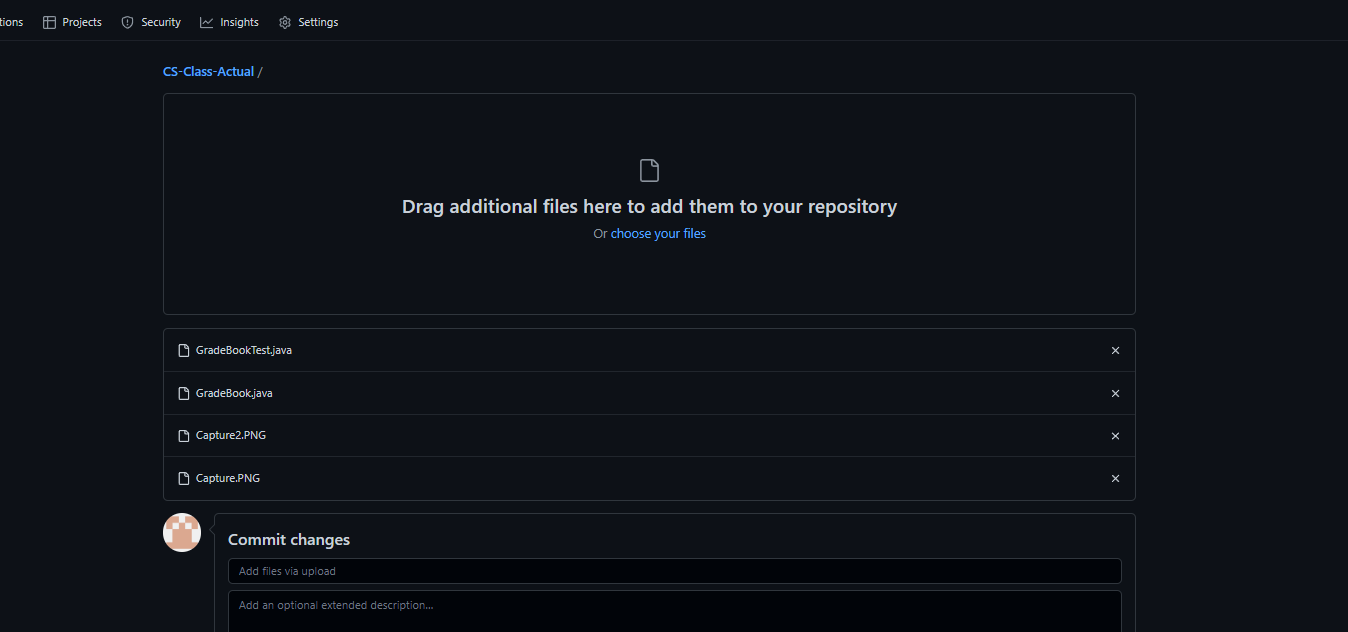 tions Projects Security Insights Settings
CS-Class-Actual /
Drag additional files here to add them to your repository
Or choose your files
GradeBookTest.java
GradeBook.java
Capture2.PNG
Capture.PNG
Commit changes
Add files via upload
Add an optional extended description...